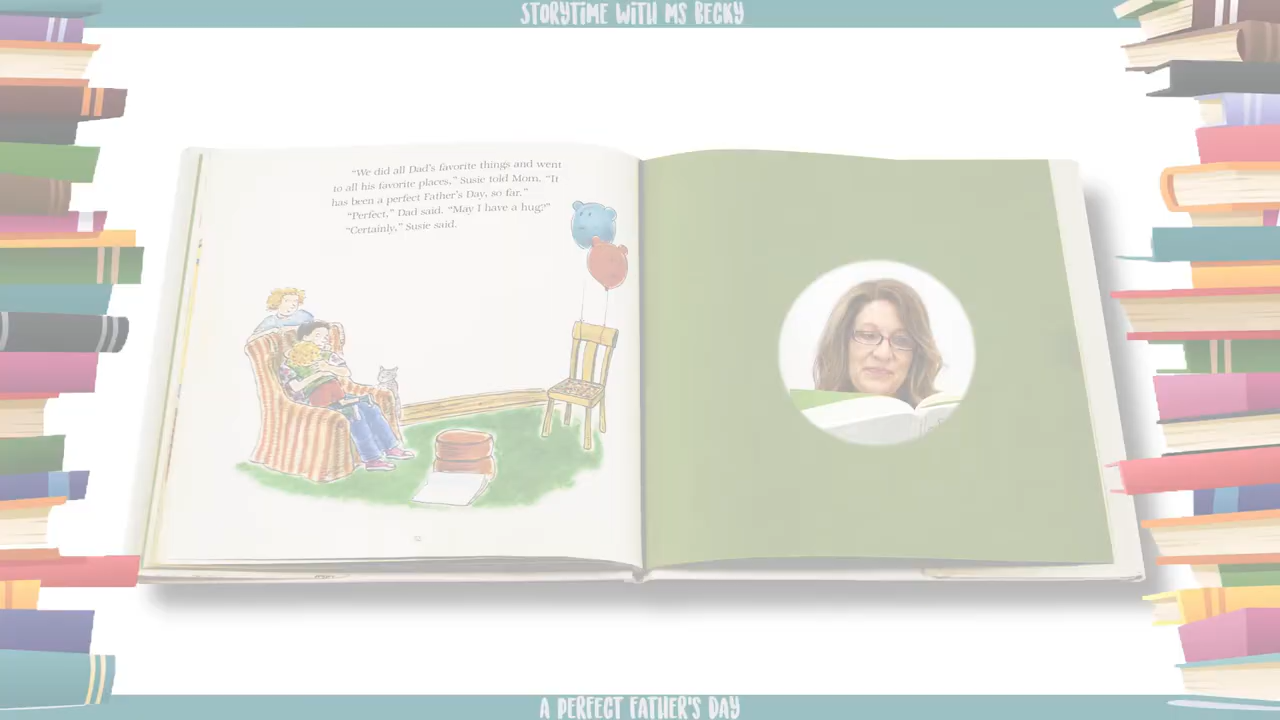 STORYTIME WITH MS BECKY
"We did all Dad's favorite things and went
to all his favorite places," Susie told Mom. "It
has been a perfect Father's Day, so far."
"Perfect," Dad said. "May I have a hug?"
"Certainly," Susie said.
A PERFECT FATHER'S DAY